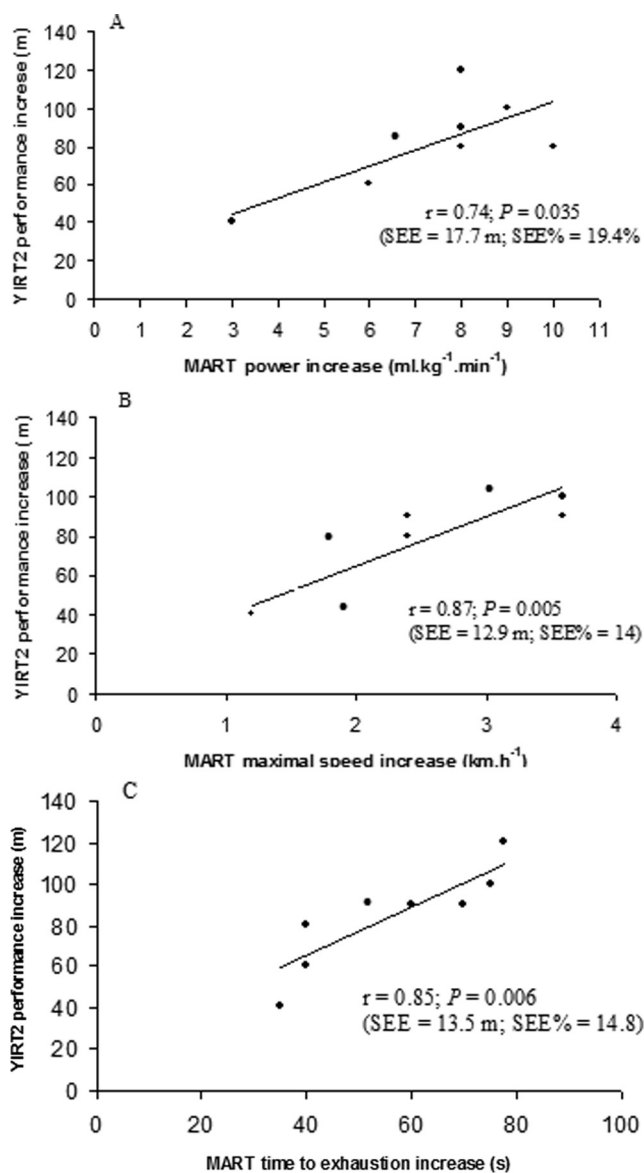 A
YIRT2 performance increse (m)
140
120
100
80
60
40
20
0
r = 0.74; P = 0.035
(SEE = 17.7 m; SEE% = 19.4%
0 1 2 3 4 5 6 7 8 9 10 11
MART power increase (ml.kg⁻¹.min⁻¹)
B
YIRT2 performance increase (m)
140
120
100
80
60
40
20
0
r = 0.87; P = 0.005
(SEE = 12.9 m; SEE% = 14)
0 1 2 3 4
MART maximal speed increase (km.h⁻¹)
C
YIRT2 performance increase (m)
140
120
100
80
60
40
20
0
r = 0.85; P = 0.006
(SEE = 13.5 m; SEE% = 14.8)
0 20 40 60 80 100
MART time to exhaustion increase (s)